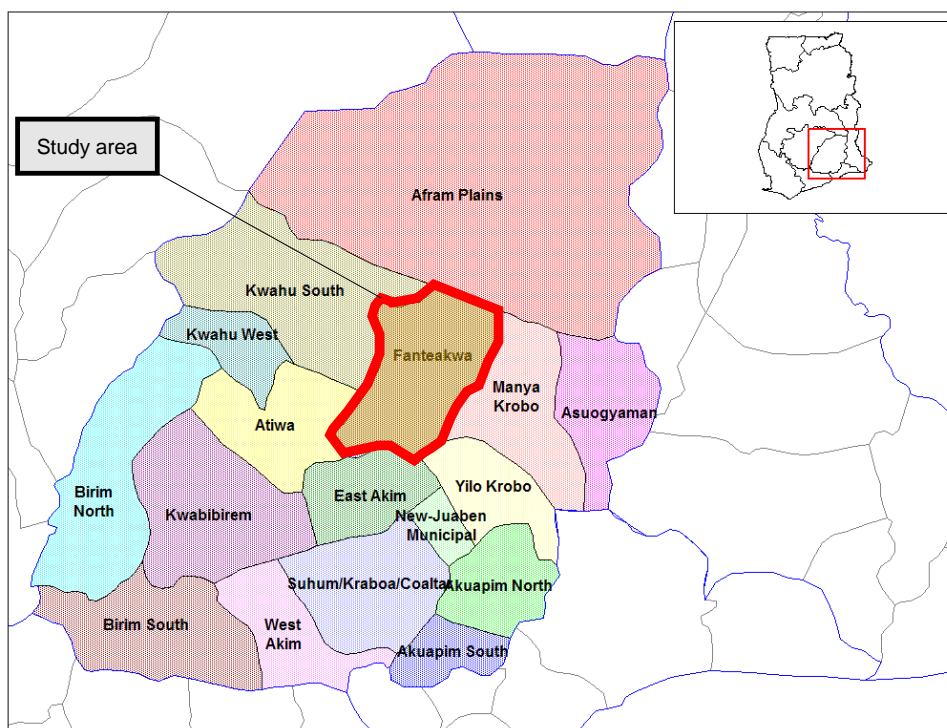 Study area
Afram Plains
Kwahu South
Kwahu West
Fanteakwa
Manya
Krobo
Asuogyaman
Atiwa
Birim
North
Kwabibirem
East Akim
Yilo Krobo
New-Juaben
Municipal
Suhum/Kraboa/Coaltar
Akuapim North
Birim South
West
Akim
Akuapim South